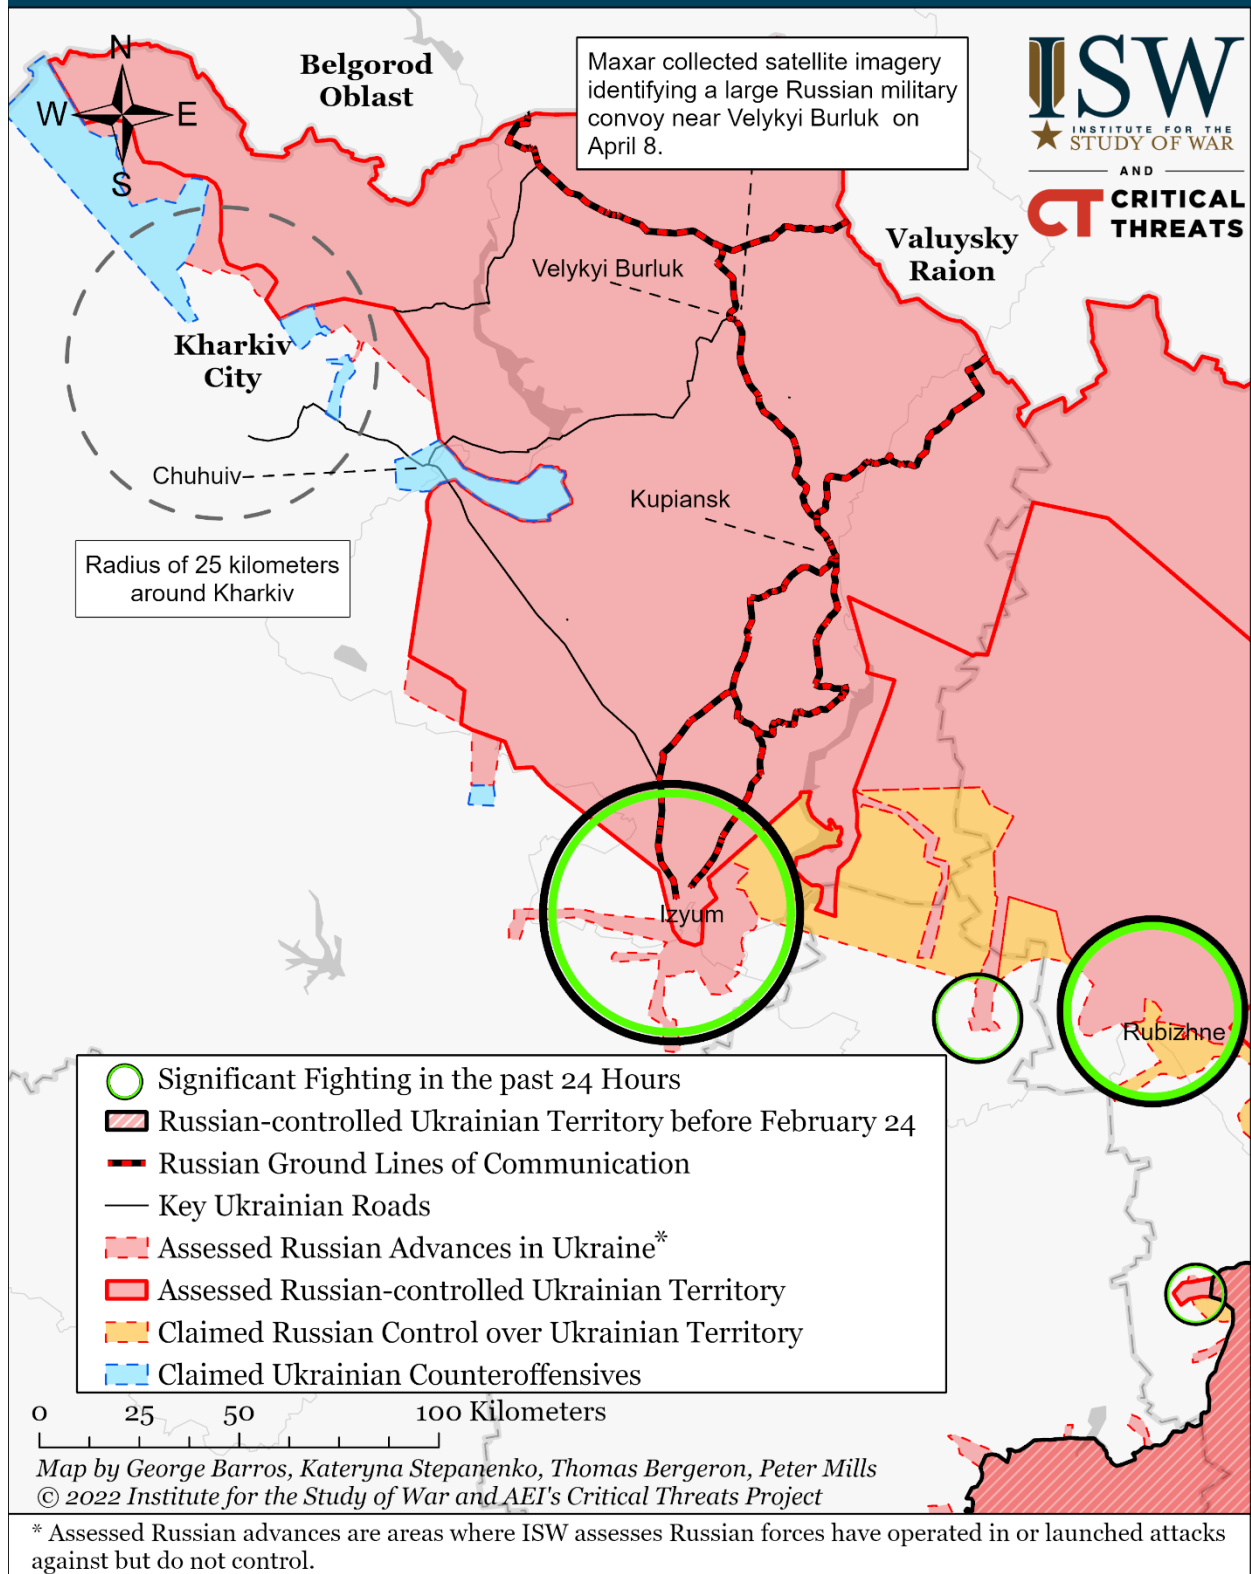 N
W
E
S
Belgorod
Oblast
Maxar collected satellite imagery
identifying a large Russian military
convoy near Velykyi Burluk on
April 8.
ISW
INSTITUTE FOR THE
STUDY OF WAR
AND
CT CRITICAL
THREATS
Valuysky
Raion
Velykyi Burluk
Kharkiv
City
Chuhuiv
Kupiansk
Radius of 25 kilometers
around Kharkiv
Izyum
Rubizhne
Significant Fighting in the past 24 Hours
Russian-controlled Ukrainian Territory before February 24
Russian Ground Lines of Communication
Key Ukrainian Roads
Assessed Russian Advances in Ukraine*
Assessed Russian-controlled Ukrainian Territory
Claimed Russian Control over Ukrainian Territory
Claimed Ukrainian Counteroffensives
0 25 50 100 Kilometers
Map by George Barros, Kateryna Stepanenko, Thomas Bergeron, Peter Mills
© 2022 Institute for the Study of War and AEI's Critical Threats Project
* Assessed Russian advances are areas where ISW assesses Russian forces have operated in or launched attacks
against but do not control.